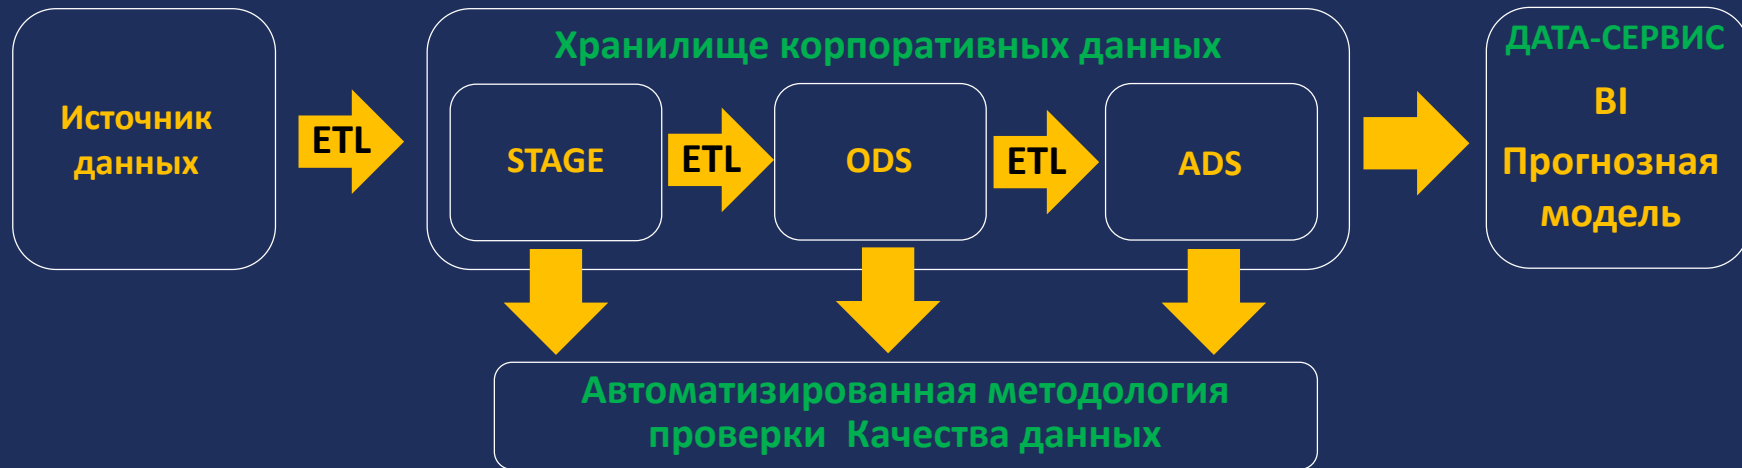 Источник
данных
ETL
Хранилище корпоративных данных
STAGE
ETL
ODS
ETL
ADS
ДАТА-СЕРВИС
BI
Прогнозная
модель
Автоматизированная методология
проверки Качества данных